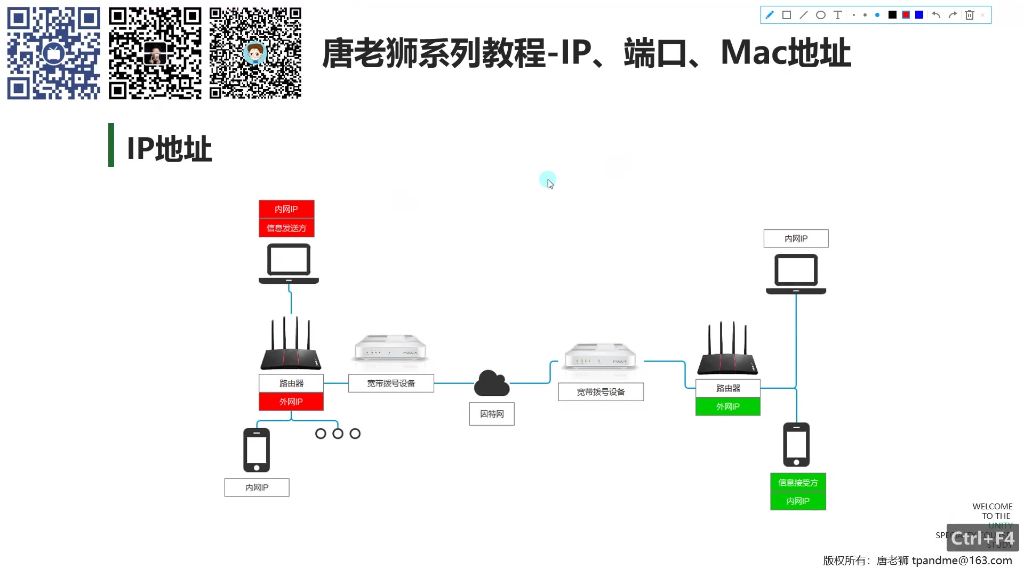 唐老狮系列教程-IP、端口、Mac地址
IP地址
内网IP
信息发送方
内网IP
路由器
外网IP
宽带拨号设备
因特网
宽带拨号设备
路由器
外网IP
内网IP
信息接受方
内网IP
WELCOME
TO THE
UNITY
Ctrl+F4
版权所有：唐老狮 tpandme@163.com